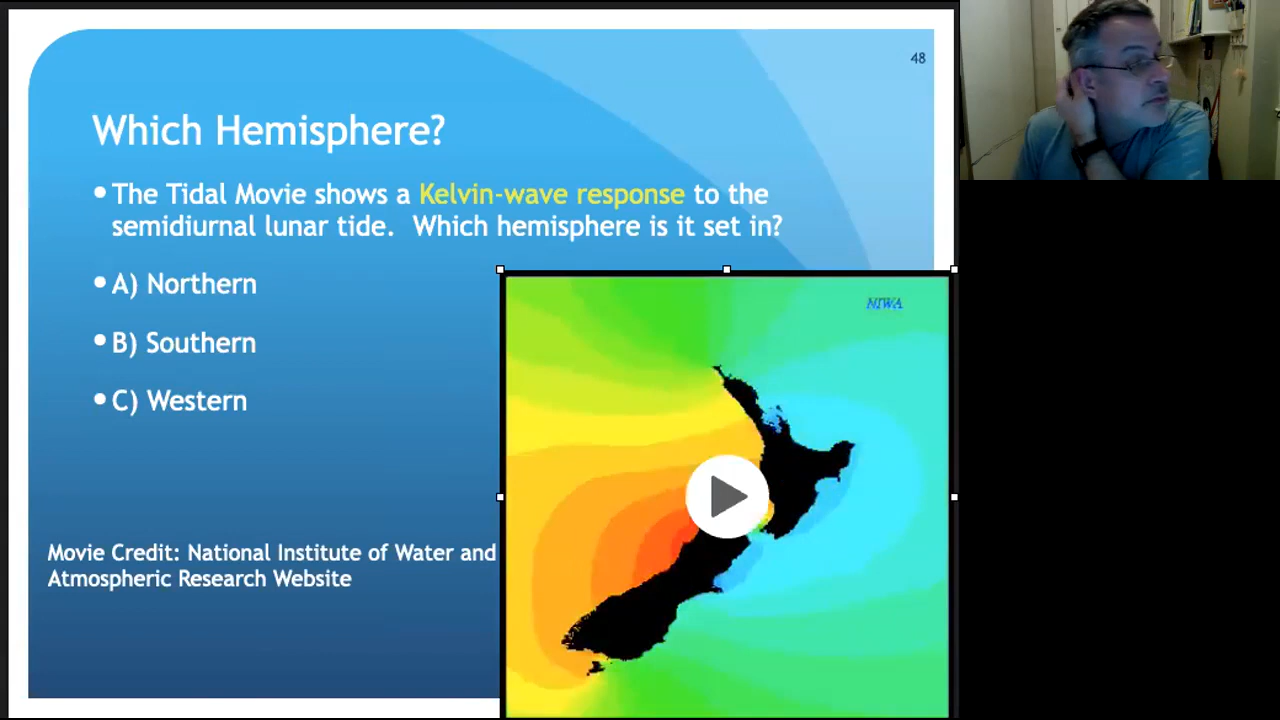 48
Which Hemisphere?
• The Tidal Movie shows a Kelvin-wave response to the
semidiurnal lunar tide. Which hemisphere is it set in?
• A) Northern
• B) Southern
• C) Western
NIWA
Movie Credit: National Institute of Water and
Atmospheric Research Website